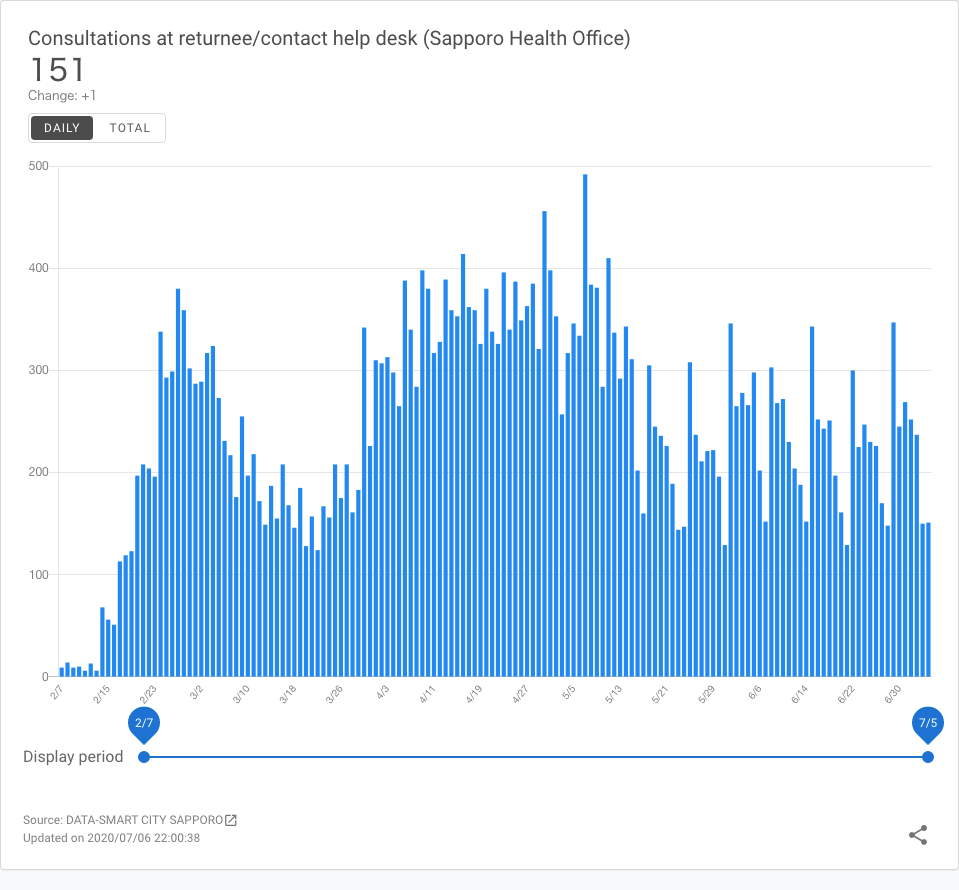 Consultations at returnee/contact help desk (Sapporo Health Office)
151
Change: +1
DAILY TOTAL
500
400
300
200
100
0
2/7 2/15 2/23 3/2 3/10 3/18 3/26 4/3 4/11 4/19 4/27 5/5 5/13 5/21 5/29 6/6 6/14 6/22 6/30
2/7 7/5
Display period
Source: DATA-SMART CITY SAPPORO
Updated on 2020/07/06 22:00:38